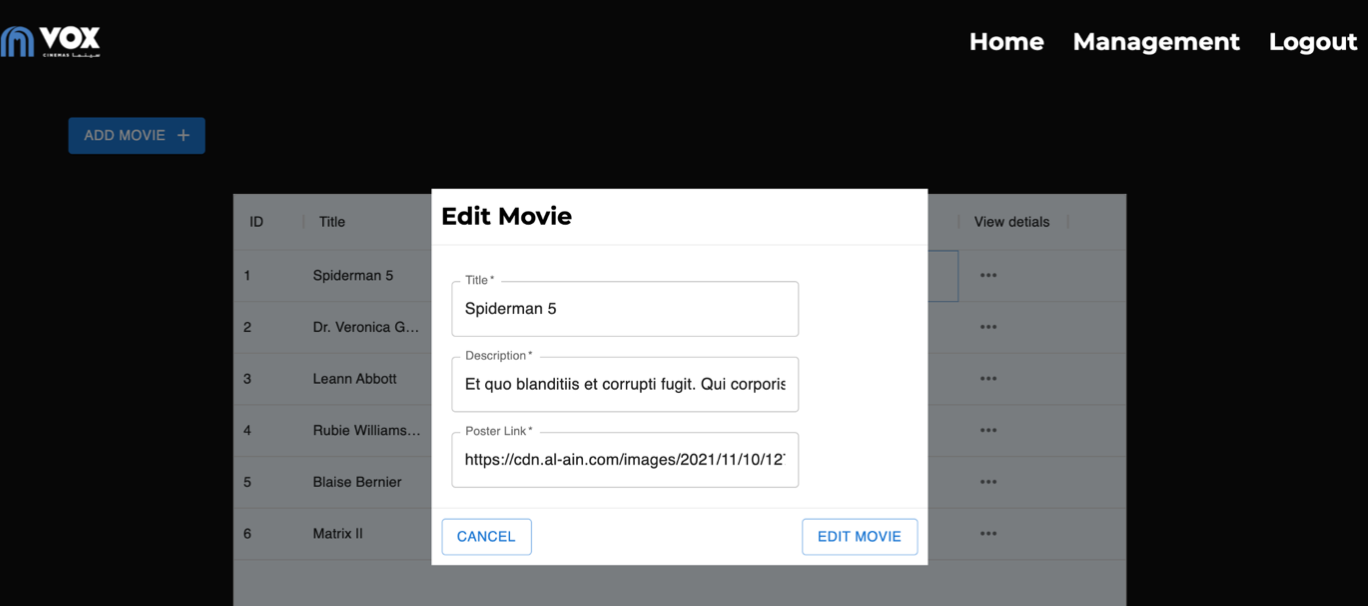 VOX
CINEMAS سينما
Home Management Logout
ADD MOVIE +
ID Title View detials
1 Spiderman 5 •••
2 Dr. Veronica G... •••
3 Leann Abbott •••
4 Rubie Williams... •••
5 Blaise Bernier •••
6 Matrix II •••
Edit Movie
Title *
Spiderman 5
Description *
Et quo blanditiis et corrupti fugit. Qui corporis
Poster Link *
https://cdn.al-ain.com/images/2021/11/10/127
CANCEL EDIT MOVIE